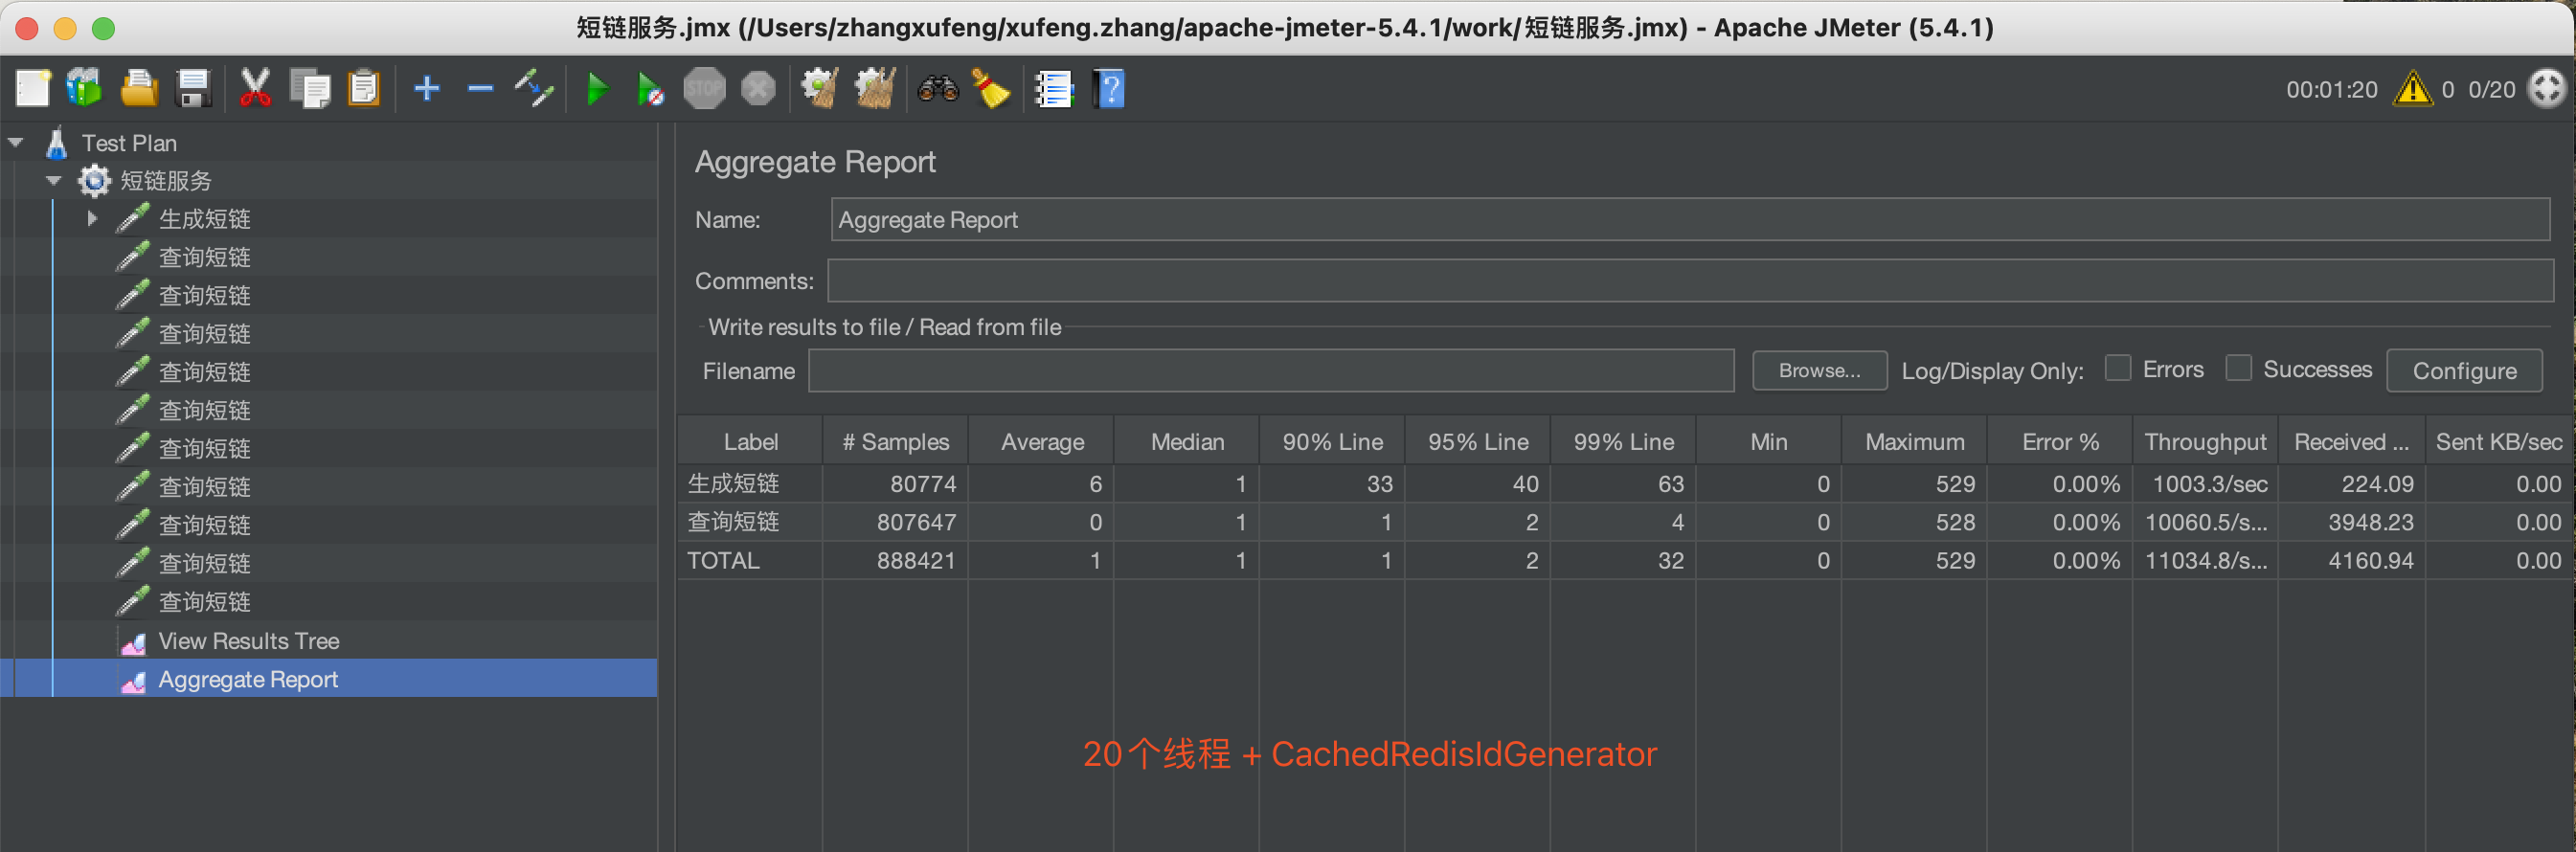 短链服务.jmx (/Users/zhangxufeng/xufeng.zhang/apache-jmeter-5.4.1/work/短链服务.jmx) - Apache JMeter (5.4.1)
STOP
00:01:20 0 0/20
Test Plan
短链服务
生成短链
查询短链
查询短链
查询短链
查询短链
查询短链
查询短链
查询短链
查询短链
查询短链
查询短链
View Results Tree
Aggregate Report
Aggregate Report
Name: Aggregate Report
Comments:
Write results to file / Read from file
Filename Browse... Log/Display Only: Errors Successes Configure
Label # Samples Average Median 90% Line 95% Line 99% Line Min Maximum Error % Throughput Received ... Sent KB/sec
生成短链 80774 6 1 33 40 63 0 529 0.00% 1003.3/sec 224.09 0.00
查询短链 807647 0 1 1 2 4 0 528 0.00% 10060.5/s... 3948.23 0.00
TOTAL 888421 1 1 1 2 32 0 529 0.00% 11034.8/s... 4160.94 0.00
20个线程 + CachedRedisIdGenerator